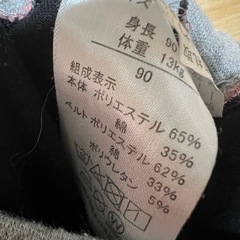 ズ
身長 90
体重 13kg
90
組成表示
本体 ポリエステル 65%
綿 35%
ベルト ポリエステル 62%
綿 33%
ポリウレタン 5%